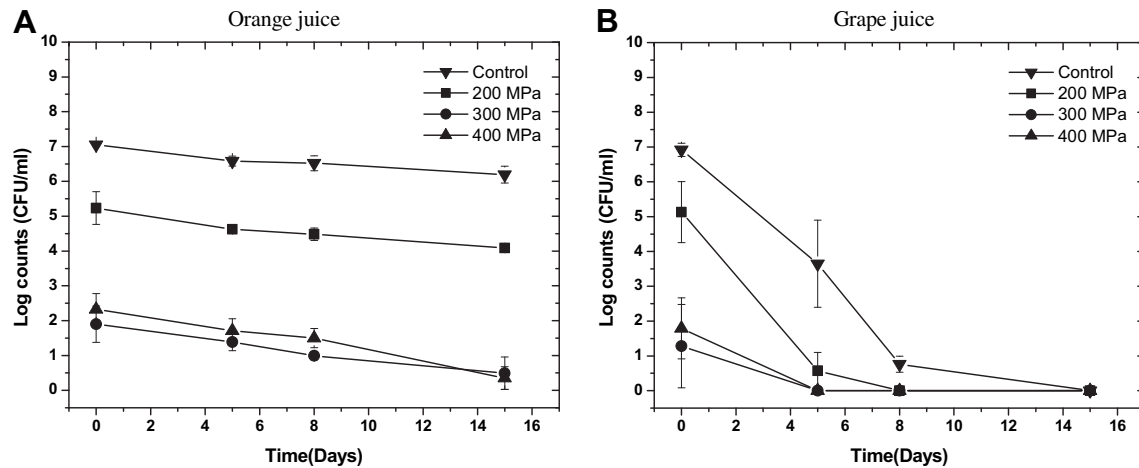 A
Orange juice
10
9
8
7
6
5
4
3
2
1
0
Log counts (CFU/ml)
Control
200 MPa
300 MPa
400 MPa
0 2 4 6 8 10 12 14 16
Time(Days)
B
Grape juice
10
9
8
7
6
5
4
3
2
1
0
Log counts (CFU/ml)
Control
200 MPa
300 MPa
400 MPa
0 2 4 6 8 10 12 14 16
Time(Days)